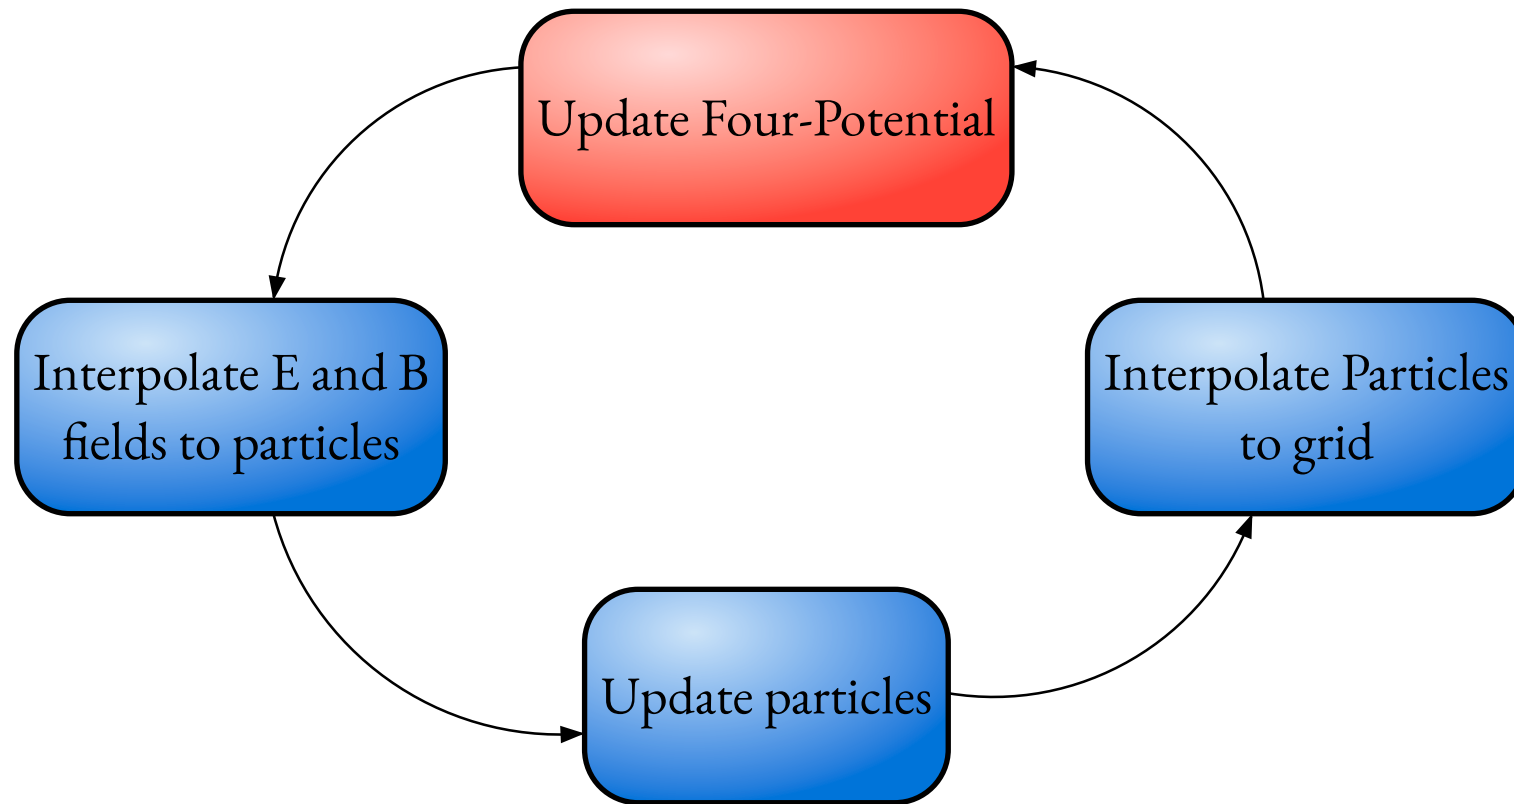 Update Four-Potential
Interpolate E and B
fields to particles
Interpolate Particles
to grid
Update particles